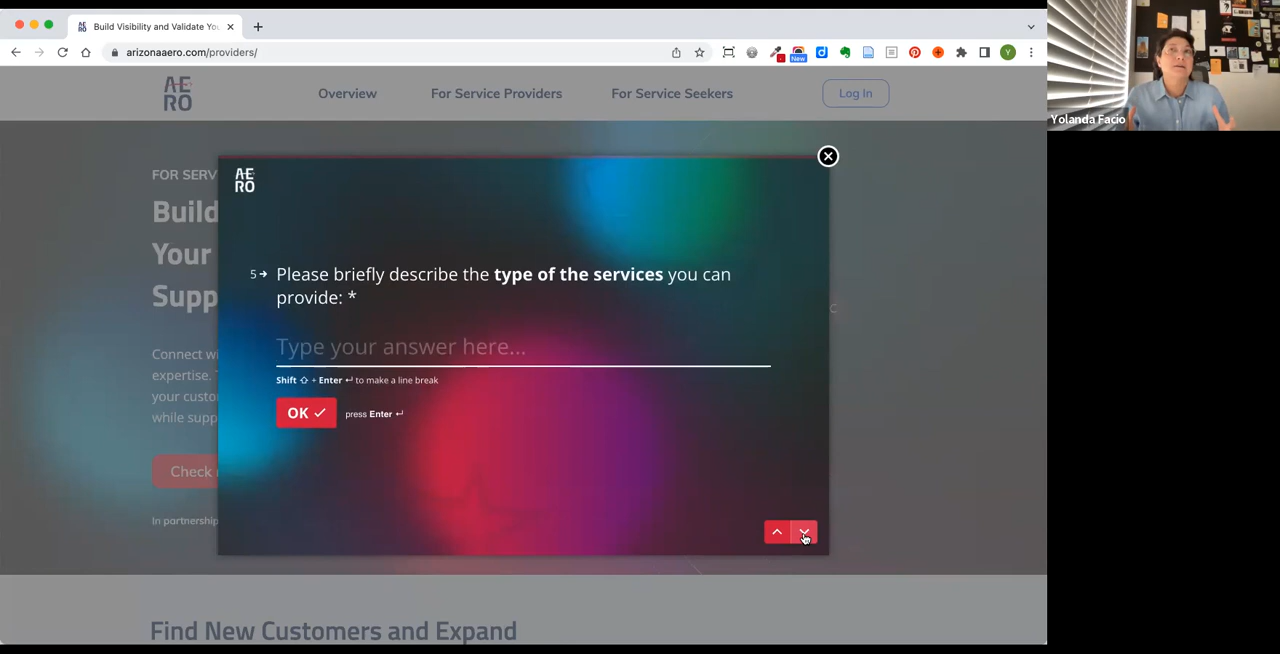 Build Visibility and Validate You
arizonaaero.com/providers/
New
Y
AE
RO
Overview
For Service Providers
For Service Seekers
Log In
Yolanda Facio
FOR SERV
Build
Your
Supp
Connect wi
expertise. T
your custo
while supp
Check
In partnership
AE
RO
5 Please briefly describe the type of the services you can
provide: *
Type your answer here...
Shift ⇧ + Enter ↵ to make a line break
OK ✓ press Enter ↵
C
Find New Customers and Expand